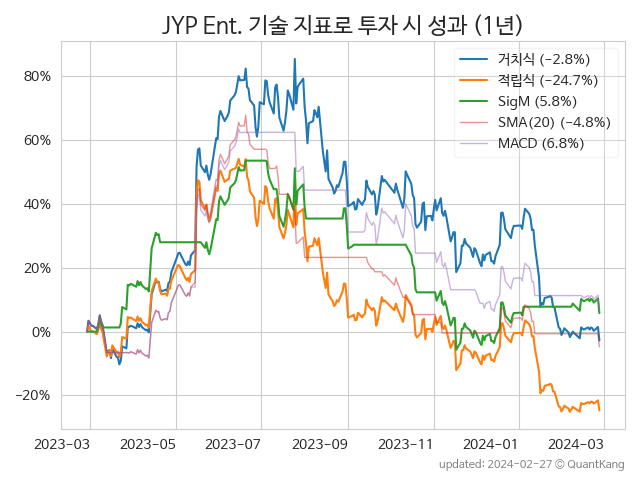 JYP Ent. 기술 지표로 투자 시 성과 (1년)
거치식 (−2.8%)
적립식 (−24.7%)
SigM (5.8%)
SMA(20) (−4.8%)
MACD (6.8%)
80%
60%
40%
20%
0%
−20%
2023-03 2023-05 2023-07 2023-09 2023-11 2024-01 2024-03
updated: 2024-02-27 © QuantKang